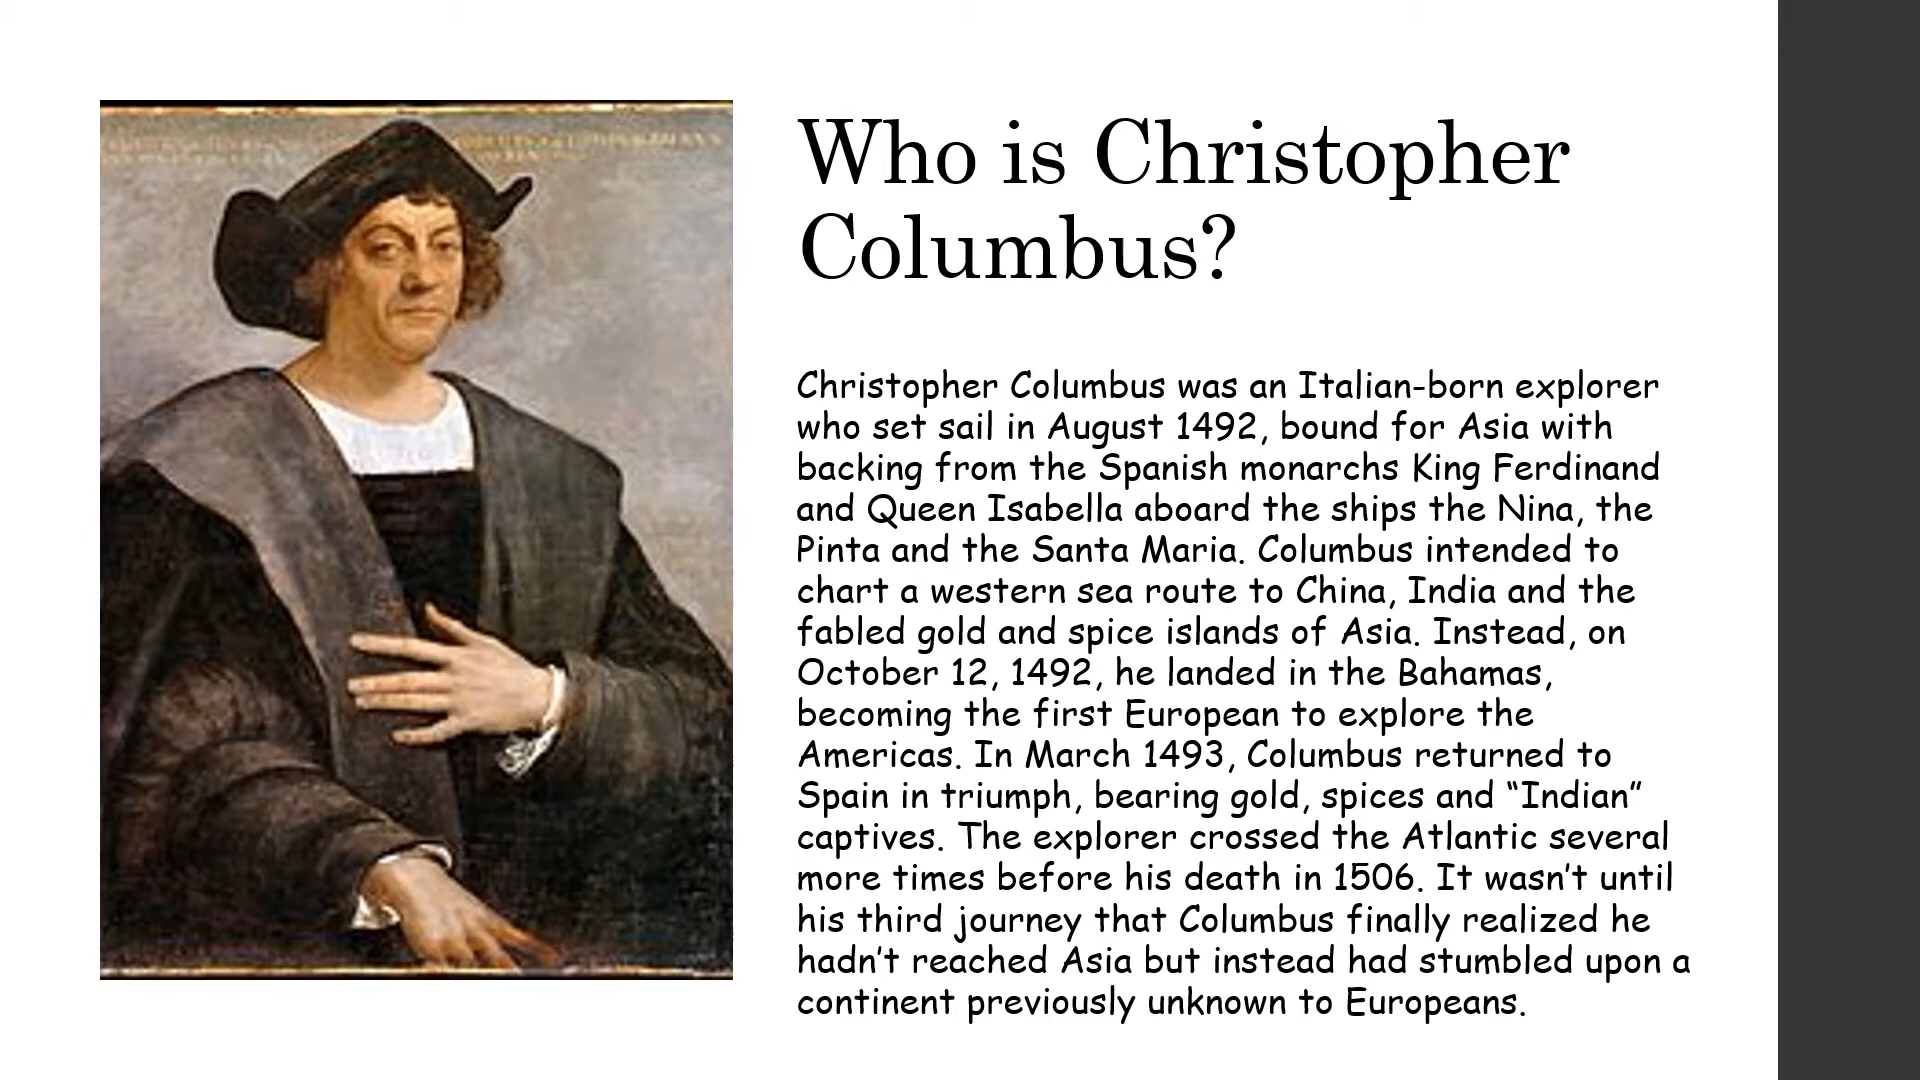 Who is Christopher
Columbus?
Christopher Columbus was an Italian-born explorer
who set sail in August 1492, bound for Asia with
backing from the Spanish monarchs King Ferdinand
and Queen Isabella aboard the ships the Nina, the
Pinta and the Santa Maria. Columbus intended to
chart a western sea route to China, India and the
fabled gold and spice islands of Asia. Instead, on
October 12, 1492, he landed in the Bahamas,
becoming the first European to explore the
Americas. In March 1493, Columbus returned to
Spain in triumph, bearing gold, spices and “Indian”
captives. The explorer crossed the Atlantic several
more times before his death in 1506. It wasn’t until
his third journey that Columbus finally realized he
hadn’t reached Asia but instead had stumbled upon a
continent previously unknown to Europeans.